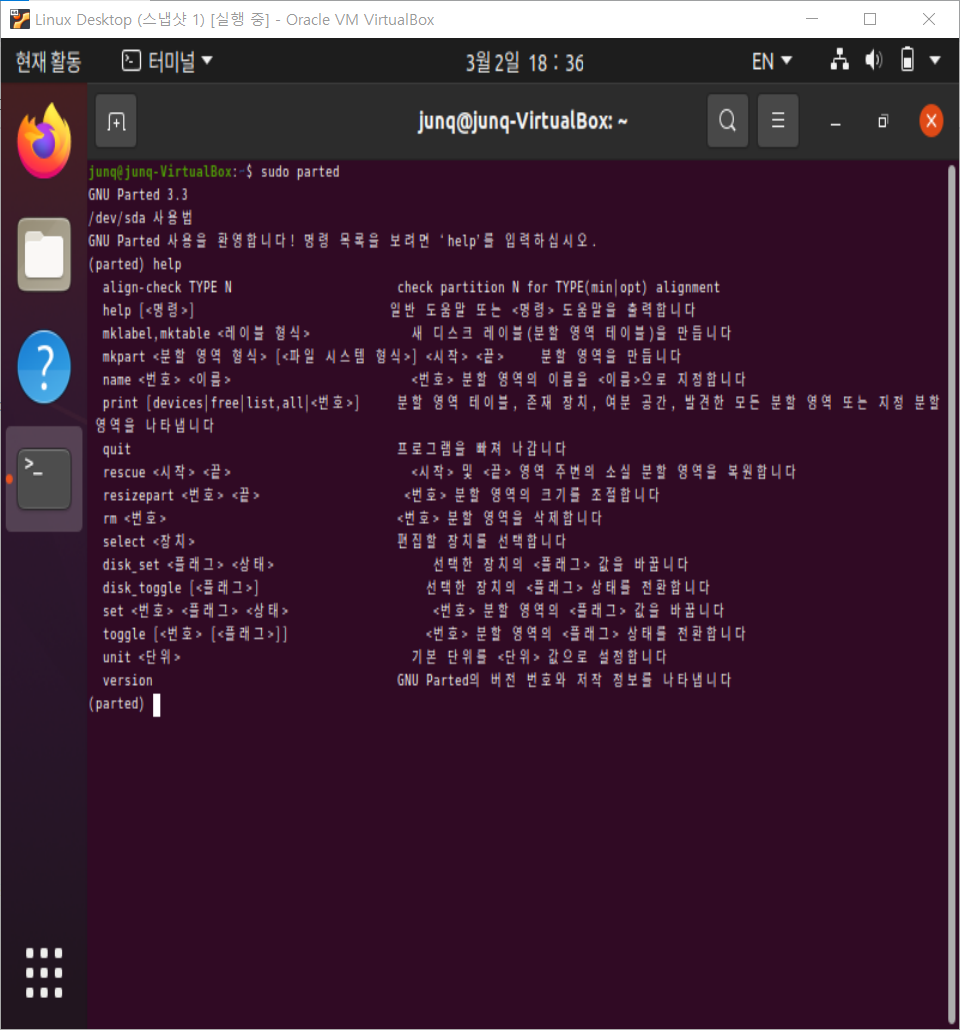 Linux Desktop (스냅샷 1) [실행 중] - Oracle VM VirtualBox
현재 활동 터미널 3월 2일 18 : 36 EN
junq@junq-VirtualBox: ~
junq@junq-VirtualBox:~$ sudo parted
GNU Parted 3.3
/dev/sda 사용법
GNU Parted 사용을 환영합니다! 명령 목록을 보려면 'help'를 입력하십시오.
(parted) help
align-check TYPE N check partition N for TYPE(min|opt) alignment
help [<명령>] 일반 도움말 또는 <명령> 도움말을 출력합니다
mklabel,mktable <레이블 형식> 새 디스크 레이블(분할 영역 테이블)을 만듭니다
mkpart <분할 영역 형식> [<파일 시스템 형식>] <시작> <끝> 분할 영역을 만듭니다
name <번호> <이름> <번호> 분할 영역의 이름을 <이름>으로 지정합니다
print [devices|free|list,all|<번호>] 분할 영역 테이블, 존재 장치, 여분 공간, 발견한 모든 분할 영역 또는 지정 분할
영역을 나타냅니다
quit 프로그램을 빠져 나갑니다
rescue <시작> <끝> <시작> 및 <끝> 영역 주변의 소실 분할 영역을 복원합니다
resizepart <번호> <끝> <번호> 분할 영역의 크기를 조절합니다
rm <번호> <번호> 분할 영역을 삭제합니다
select <장치> 편집할 장치를 선택합니다
disk_set <플래그> <상태> 선택한 장치의 <플래그> 값을 바꿉니다
disk_toggle [<플래그>] 선택한 장치의 <플래그> 상태를 전환합니다
set <번호> <플래그> <상태> <번호> 분할 영역의 <플래그> 값을 바꿉니다
toggle [<번호> [<플래그>]] <번호> 분할 영역의 <플래그> 상태를 전환합니다
unit <단위> 기본 단위를 <단위> 값으로 설정합니다
version GNU Parted의 버전 번호와 저작 정보를 나타냅니다
(parted)